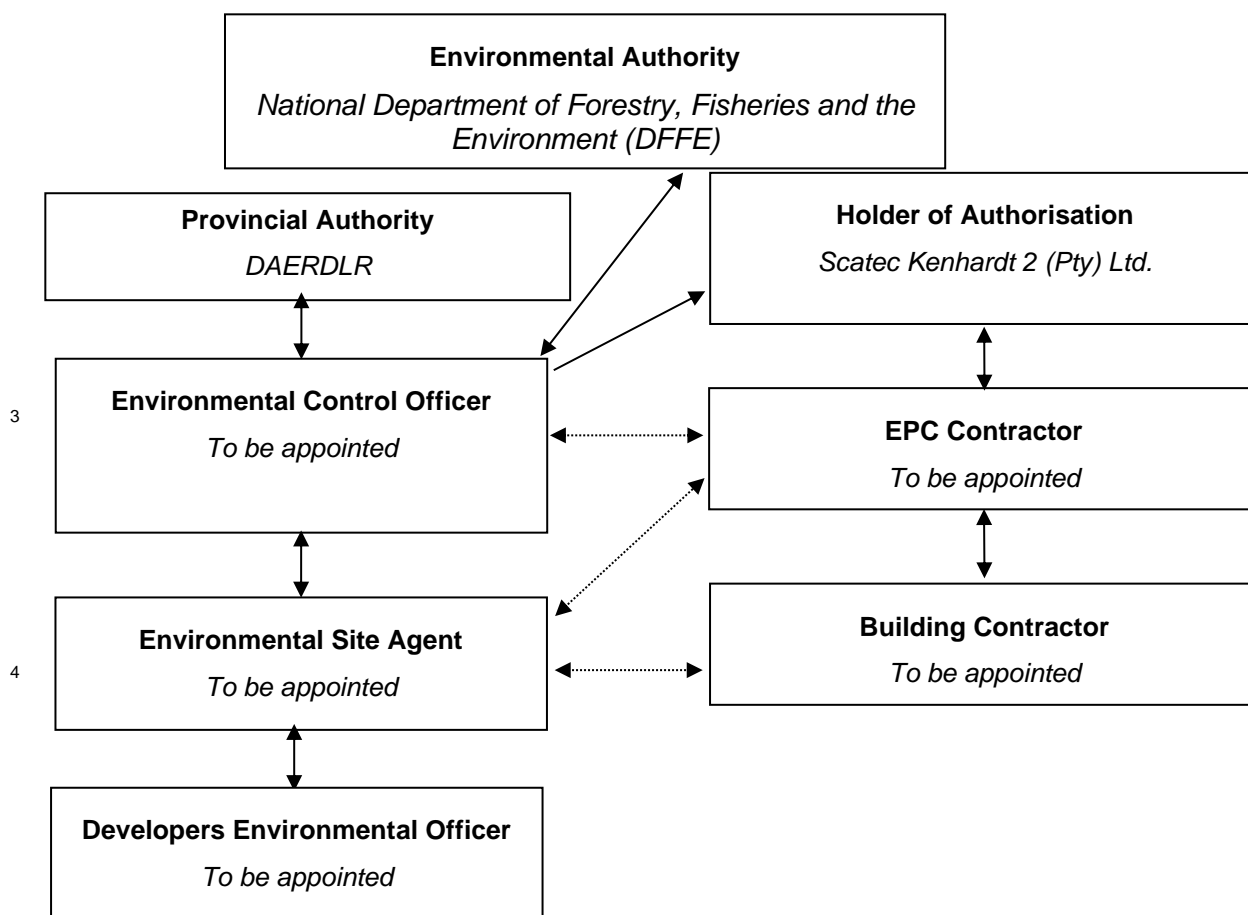 Environmental Authority
National Department of Forestry, Fisheries and the
Environment (DFFE)
Provincial Authority
DAERDLR
Holder of Authorisation
Scatec Kenhardt 2 (Pty) Ltd.
3
Environmental Control Officer
To be appointed
EPC Contractor
To be appointed
4
Environmental Site Agent
To be appointed
Building Contractor
To be appointed
Developers Environmental Officer
To be appointed